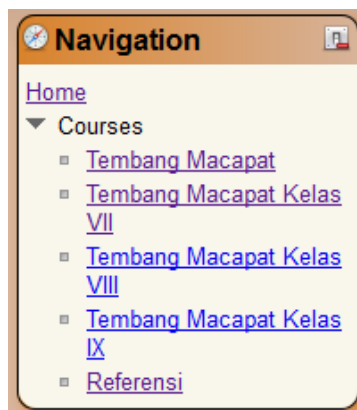 Navigation
Home
Courses
Tembang Macapat
Tembang Macapat Kelas
VII
Tembang Macapat Kelas
VIII
Tembang Macapat Kelas
IX
Referensi